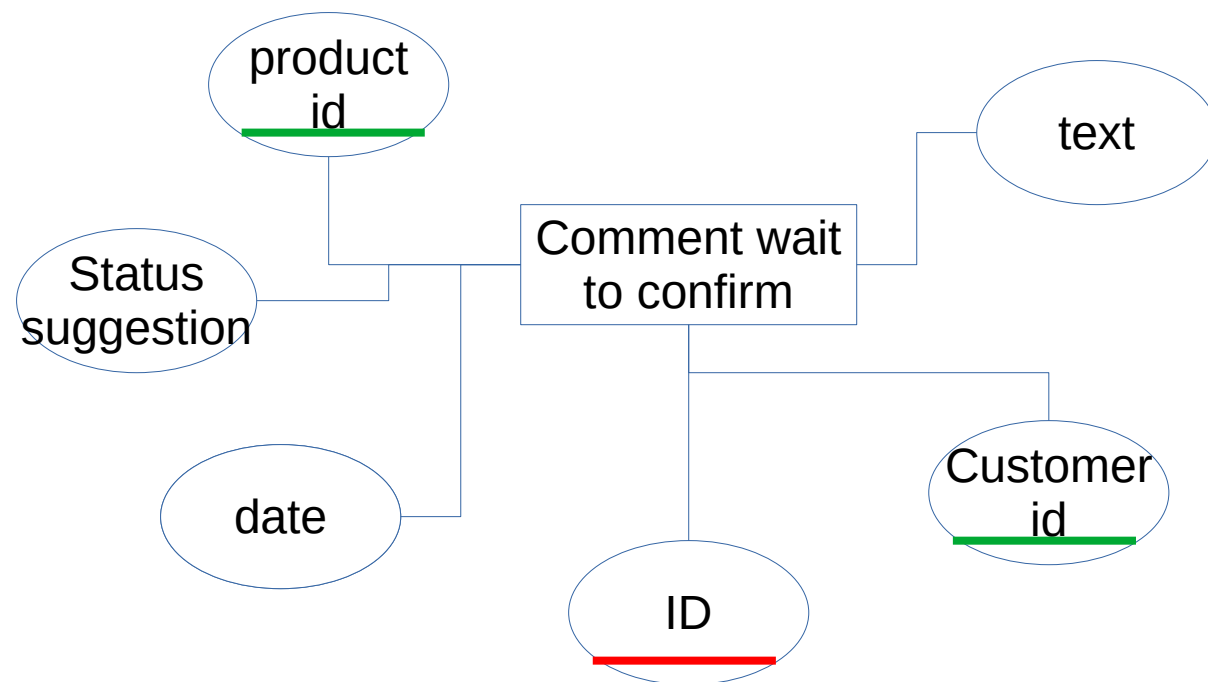 product
id
text
Comment wait
to confirm
Status
suggestion
date
Customer
id
ID